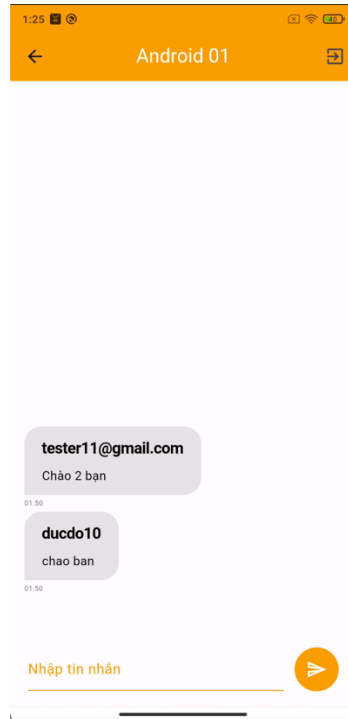 1:25
40
Android 01
tester11@gmail.com
Chào 2 bạn
01:50
ducdo10
chao ban
01:50
Nhập tin nhắn